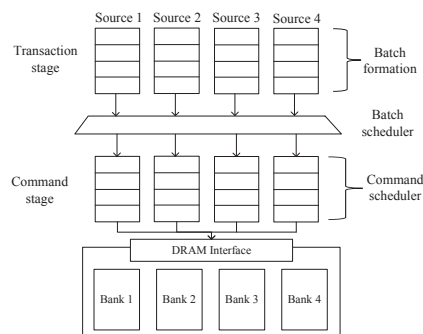 Source 1 Source 2 Source 3 Source 4
Transaction
stage
Batch
formation
Batch
scheduler
Command
stage
Command
scheduler
DRAM Interface
Bank 1 Bank 2 Bank 3 Bank 4